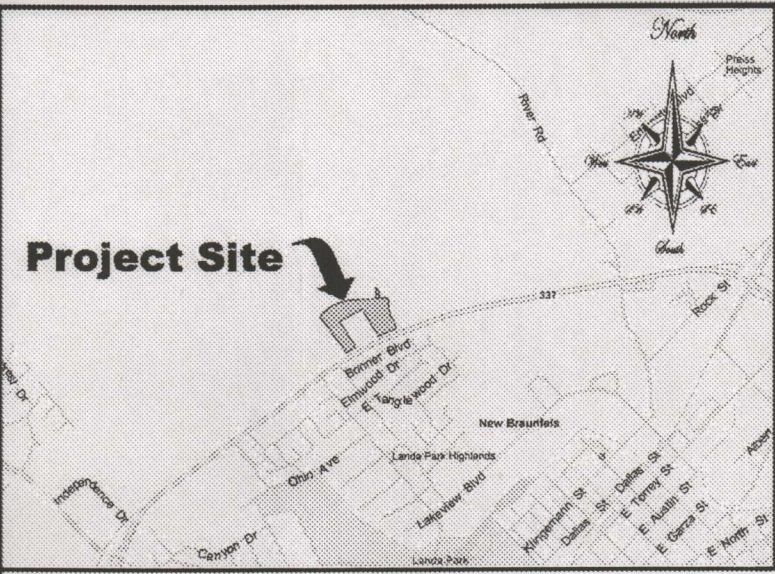 North
Preiss
Heights
River Rd
West
East
South
Project Site
337
Rock St
Bonner Blvd
Elmwood Dr
E Tanglewood Dr
New Braunfels
Landa Park Highlands
Ohio Ave
Lakeview Blvd
Independence Dr
Canyon Dr
Landa Park
Klingemann St
Dallas St
Dallas St
E Torrey St
E Austin St
E Garza St
E North St